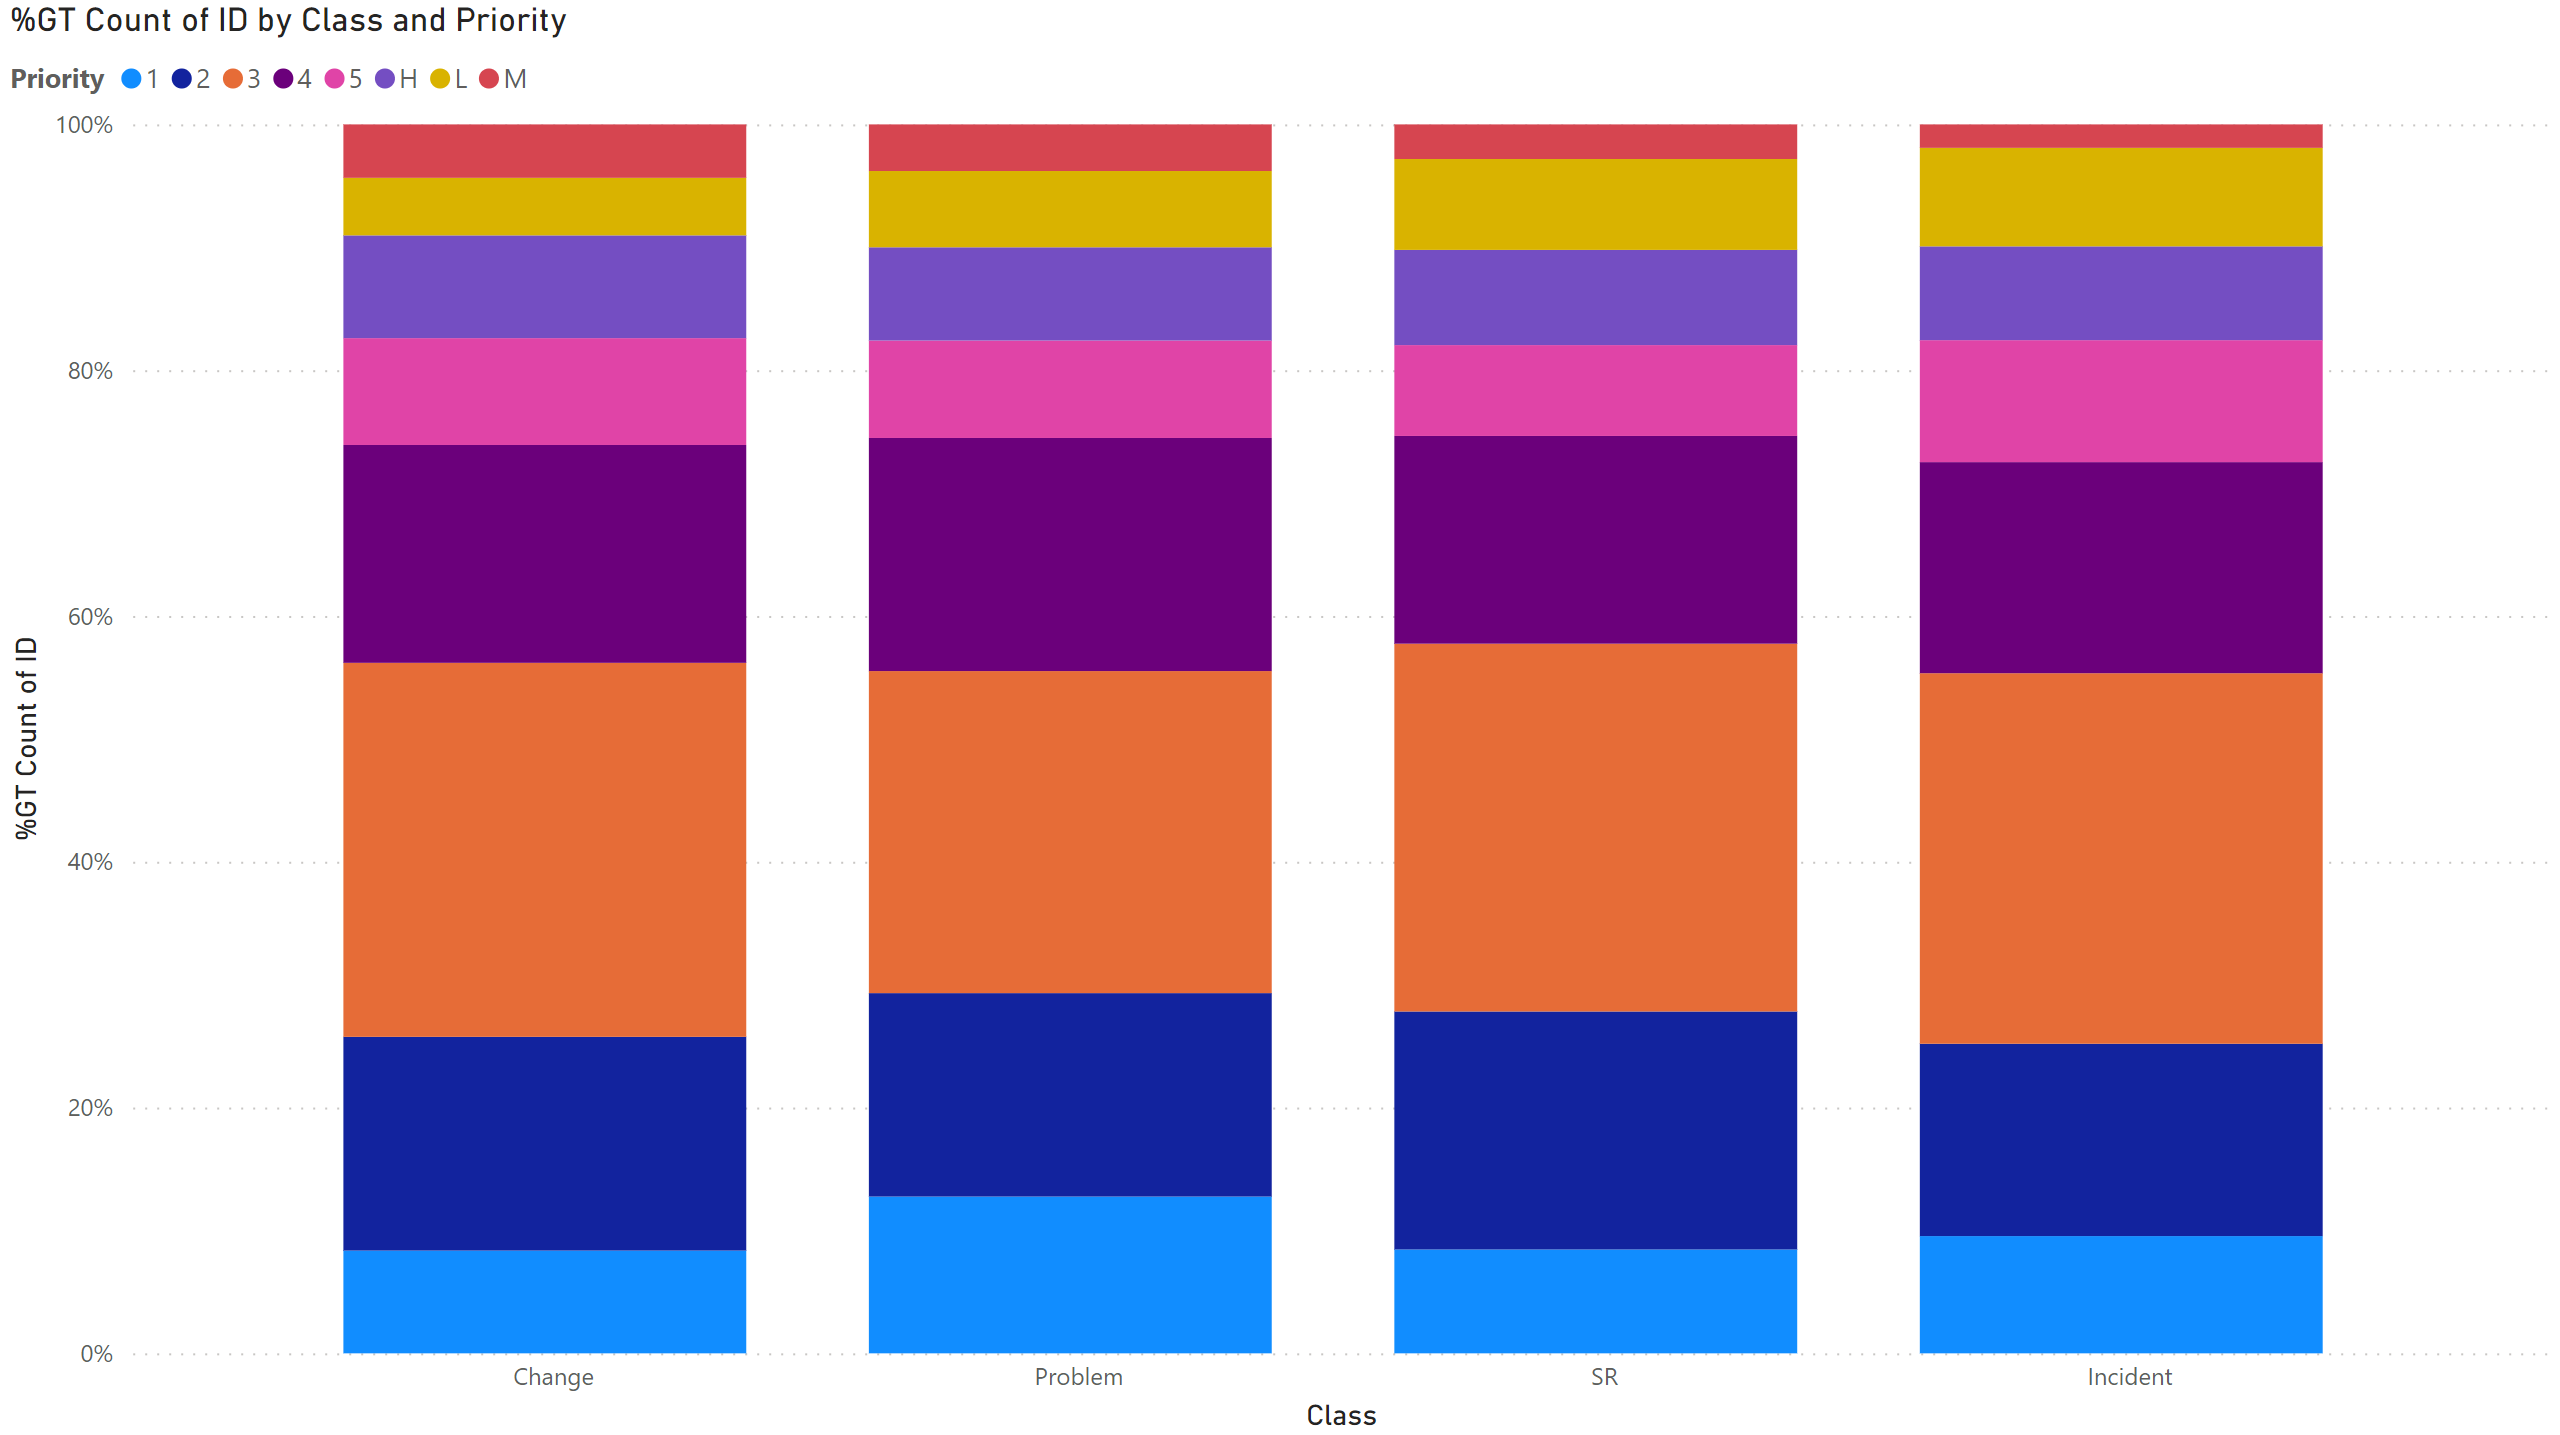 %GT Count of ID by Class and Priority
Priority 1 2 3 4 5 H L M
100%
80%
60%
40%
20%
0%
%GT Count of ID
Change Problem SR Incident
Class